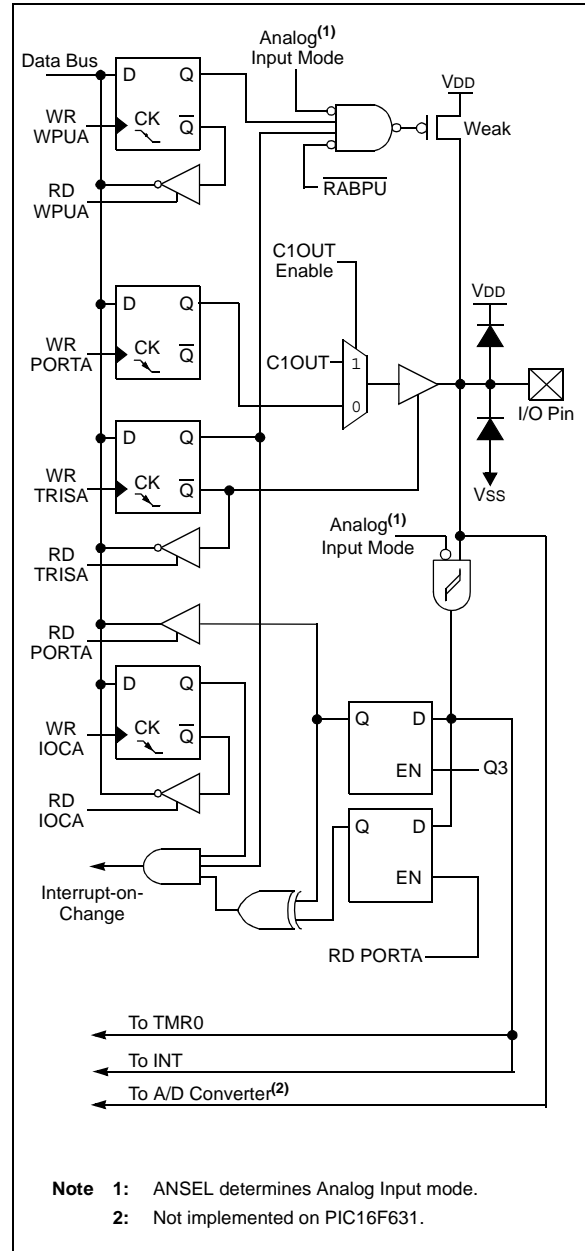 Analog(1)
Input Mode
Data Bus
D Q
VDD
WR
WPUA
CK Q
Weak
RD
WPUA
RABPU
C1OUT
Enable
VDD
D Q
WR
PORTA
CK Q
C1OUT
1
0
I/O Pin
D Q
WR
TRISA
CK Q
VSS
Analog(1)
Input Mode
RD
TRISA
RD
PORTA
D Q
Q D
WR
IOCA
CK Q
EN
Q3
RD
IOCA
Q D
EN
Interrupt-on-
Change
RD PORTA
To TMR0
To INT
To A/D Converter(2)
Note 1: ANSEL determines Analog Input mode.
2: Not implemented on PIC16F631.